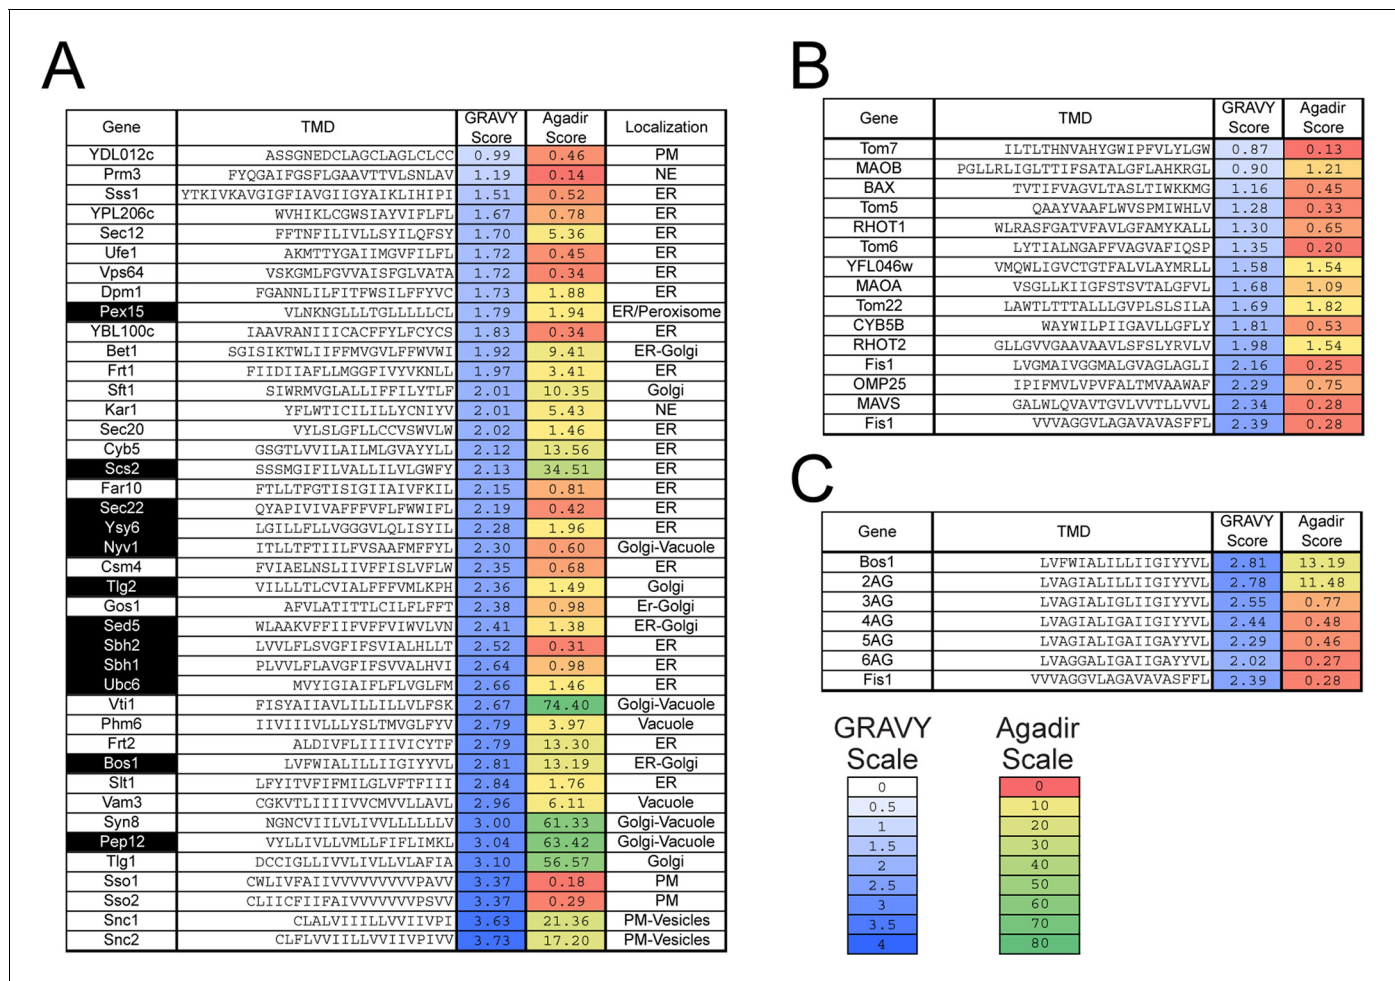 A
Gene TMD GRAVY Score Agadir Score Localization
YDL012c ASSGNEDCLAGCLAGLCLCC 0.99 0.46 PM
Prm3 FYQGAIFGSFLGAAVTTVLSNLAV 1.19 0.14 NE
Sss1 YTKIVKAVGIGFIAVGIIGYAIKLIHIPI 1.51 0.52 ER
YPL206c WVHIKLCGWSIAYVIFLFL 1.67 0.78 ER
Sec12 FFTNFILIVLLSYILQFSY 1.70 5.36 ER
Ufe1 AKMTTYGAIIMGVFILFL 1.72 0.45 ER
Vps64 VSKGMLFGVVAISFGLVATA 1.72 0.34 ER
Dpm1 FGANNLILFITFWSILFFYVC 1.73 1.88 ER
Pex15 VLNKNGLLLTGLLLLLCL 1.79 1.94 ER/Peroxisome
YBL100c IAAVRANIIICACFFYLFCYCS 1.83 0.34 ER
Bet1 SGISIKTWLIIFFMVGVLFFWVWI 1.92 9.41 ER-Golgi
Frt1 FIIDIIAFLLMGGFIVYVKNLL 1.97 3.41 ER
Sft1 SIWRMVGLALLIFFILYTLF 2.01 10.35 Golgi
Kar1 YFLWTICILILLYCNIYV 2.01 5.43 NE
Sec20 VYLSLGFLLCCVSWVLW 2.02 1.46 ER
Cyb5 GSGTLVVILAILMLGVAYYLL 2.12 13.56 ER
Scs2 SSSMGIFILVALLILVLGWFY 2.13 34.51 ER
Far10 FTLLTFGTISIGIIAIVFKIL 2.15 0.81 ER
Sec22 QYAPIVIVAFFFVFLFWWIFL 2.19 0.42 ER
Ysy6 LGILLFLLVGGGVLQLISYIL 2.28 1.96 ER
Nyv1 ITLLTFTIILFVSAAFMFFYL 2.30 0.60 Golgi-Vacuole
Csm4 FVIAELNSLIIVFFISLVFLW 2.35 0.68 ER
Tlg2 VILLLTLCVIALFFFVMLKPH 2.36 1.49 Golgi
Gos1 AFVLATITTLCILFLFFT 2.38 0.98 Er-Golgi
Sed5 WLAAKVFFIIFVFFVIWVLVN 2.41 1.38 ER-Golgi
Sbh2 LVVLFLSVGFIFSVIALHLLT 2.52 0.31 ER
Sbh1 PLVVLFLAVGFIFSVVALHVI 2.64 0.98 ER
Ubc6 MVYIGIAIFLFLVGLFM 2.66 1.46 ER
Vti1 FISYAIIAVLILLILLVLFSK 2.67 74.40 Golgi-Vacuole
Phm6 IIVIIIVLLLYSLTMVGLFYV 2.79 3.97 Vacuole
Frt2 ALDIVFLIIIIVICYTF 2.79 13.30 ER
Bos1 LVFWIALILLIIGIYYVL 2.81 13.19 ER-Golgi
Slt1 LFYITVFIFMILGLVFTFIII 2.84 1.76 ER
Vam3 CGKVTLIIIIVVCMVVLLAVL 2.96 6.11 Vacuole
Syn8 NGNCVIILVLIVVLLLLLV 3.00 61.33 Golgi-Vacuole
Pep12 VYLLIVLLVMLLFIFLIMKL 3.04 63.42 Golgi-Vacuole
Tlg1 DCCIGLLIVVLIVLLVLAFIA 3.10 56.57 Golgi
Sso1 CWLIVFAIIVVVVVVVVPAVV 3.37 0.18 PM
Sso2 CLIICFIIFAIVVVVVVVPSVV 3.37 0.29 PM
Snc1 CLALVIIILLVVIIVPI 3.63 21.36 PM-Vesicles
Snc2 CLFLVVIILLVVIIVPIVV 3.73 17.20 PM-Vesicles
B
Gene TMD GRAVY Score Agadir Score
Tom7 ILTLTHNVAHYGWIPFVLYLGW 0.87 0.13
MAOB PGLLRLIGLTTIFSATALGFLAHKRGL 0.90 1.21
BAX TVTIFVAGVLTASLTIWKKMG 1.16 0.45
Tom5 QAAYVAAFLWVSPMIWHLV 1.28 0.33
RHOT1 WLRASFGATVFAVLGFAMYKALL 1.30 0.65
Tom6 LYTIALNGAFFVAGVAFIQSP 1.35 0.20
YFL046w VMQWLIGVCTGTFALVLAYMRLL 1.58 1.54
MAOA VSGLLKIIGFSTSVTALGFVL 1.68 1.09
Tom22 LAWTLTTTALLLGVPLSLSILA 1.69 1.82
CYB5B WAYWILPIIGAVLLGFLY 1.81 0.53
RHOT2 GLLGVVGAAVAAVLSFSLYRVLV 1.98 1.54
Fis1 LVGMAIVGGMALGVAGLAGLI 2.16 0.25
OMP25 IPIFMVLVPVFALTMVAAWAF 2.29 0.75
MAVS GALWLQVAVTGVLVVTLLVVL 2.34 0.28
Fis1 VVVAGGVLAGAVAVASFFL 2.39 0.28
C
Gene TMD GRAVY Score Agadir Score
Bos1 LVFWIALILLIIGIYYVL 2.81 13.19
2AG LVAGIALILLIIGIYYVL 2.78 11.48
3AG LVAGIALIGLIIGIYYVL 2.55 0.77
4AG LVAGIALIGAIIGIYYVL 2.44 0.48
5AG LVAGIALIGAIIGAYYVL 2.29 0.46
6AG LVAGGALIGAIIGAYYVL 2.02 0.27
Fis1 VVVAGGVLAGAVAVASFFL 2.39 0.28
GRAVY
Scale
0
0.5
1
1.5
2
2.5
3
3.5
4
Agadir
Scale
0
10
20
30
40
50
60
70
80